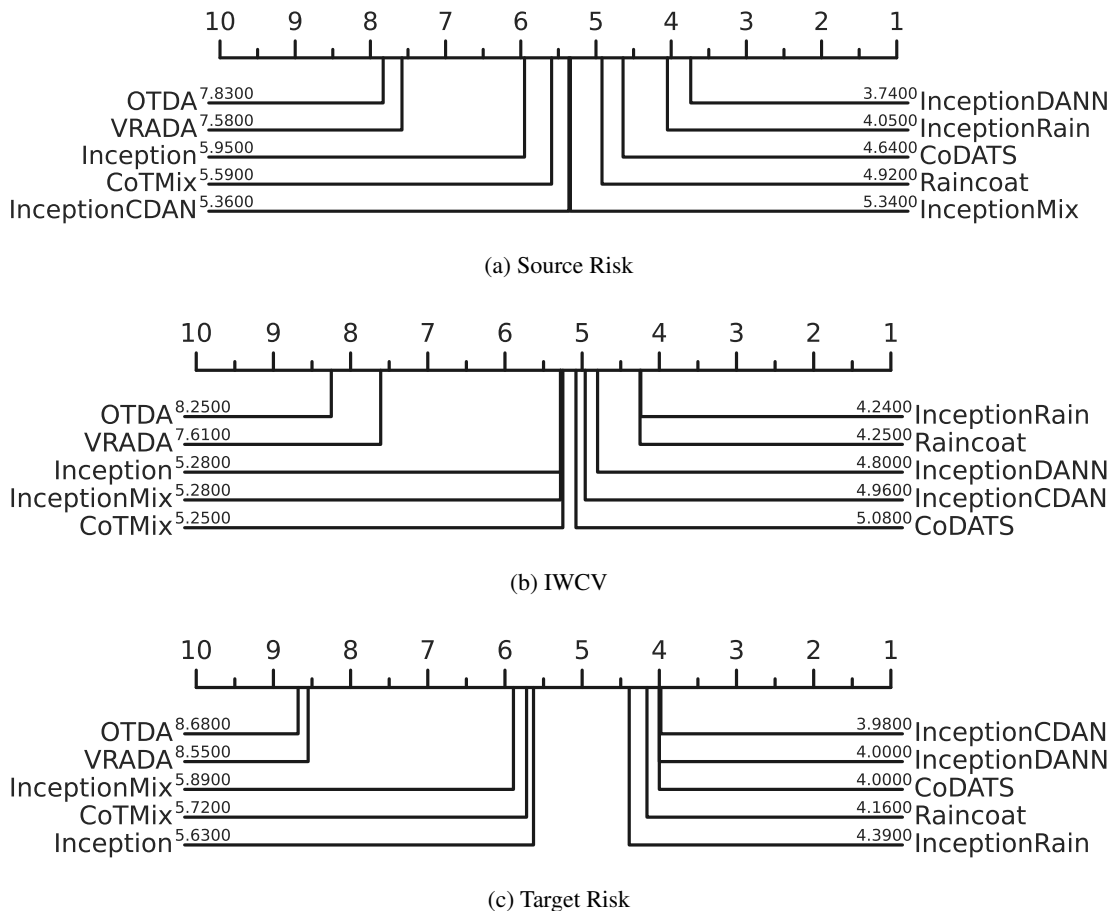 10 9 8 7 6 5 4 3 2 1
OTDA 7.8300 3.7400 InceptionDANN
VRADA 7.5800 4.0500 InceptionRain
Inception 5.9500 4.6400 CoDATS
CoTMix 5.5900 4.9200 Raincoat
InceptionCDAN 5.3600 5.3400 InceptionMix
(a) Source Risk
10 9 8 7 6 5 4 3 2 1
OTDA 8.2500 4.2400 InceptionRain
VRADA 7.6100 4.2500 Raincoat
Inception 5.2800 4.8000 InceptionDANN
InceptionMix 5.2800 4.9600 InceptionCDAN
CoTMix 5.2500 5.0800 CoDATS
(b) IWCV
10 9 8 7 6 5 4 3 2 1
OTDA 8.6800 3.9800 InceptionCDAN
VRADA 8.5500 4.0000 InceptionDANN
InceptionMix 5.8900 4.0000 CoDATS
CoTMix 5.7200 4.1600 Raincoat
Inception 5.6300 4.3900 InceptionRain
(c) Target Risk